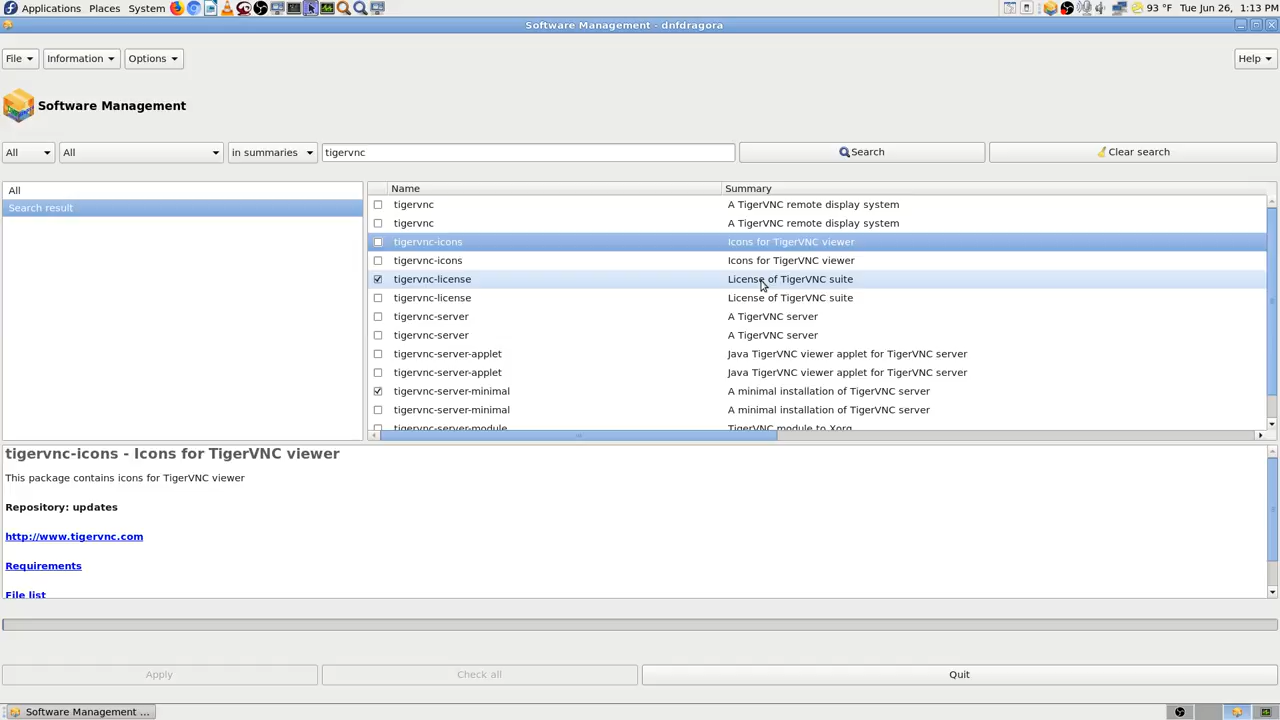 Applications Places System 93 °F Tue Jun 26, 1:13 PM
Software Management - dnfdragora
File Information Options Help
Software Management
All All in summaries tigervnc Search Clear search
All
Search result
Name Summary
tigervnc A TigerVNC remote display system
tigervnc A TigerVNC remote display system
tigervnc-icons Icons for TigerVNC viewer
tigervnc-icons Icons for TigerVNC viewer
tigervnc-license License of TigerVNC suite
tigervnc-license License of TigerVNC suite
tigervnc-server A TigerVNC server
tigervnc-server A TigerVNC server
tigervnc-server-applet Java TigerVNC viewer applet for TigerVNC server
tigervnc-server-applet Java TigerVNC viewer applet for TigerVNC server
tigervnc-server-minimal A minimal installation of TigerVNC server
tigervnc-server-minimal A minimal installation of TigerVNC server
tigervnc-server-module TigerVNC module to Xorg
tigervnc-icons - Icons for TigerVNC viewer
This package contains icons for TigerVNC viewer
Repository: updates
http://www.tigervnc.com
Requirements
File list
Apply Check all Quit
Software Management ...